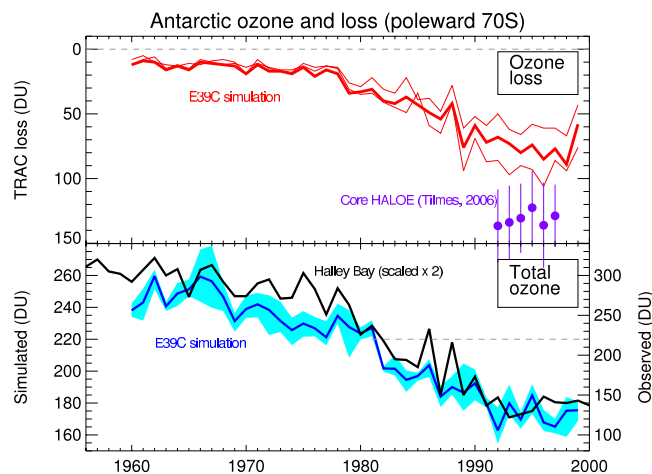 Antarctic ozone and loss (poleward 70S)
0
50
100
150
TRAC loss (DU)
Ozone
loss
E39C simulation
Core HALOE (Tilmes, 2006)
260
240
220
200
180
160
Simulated (DU)
Halley Bay (scaled x 2)
Total
ozone
E39C simulation
300
250
200
150
100
Observed (DU)
1960
1970
1980
1990
2000